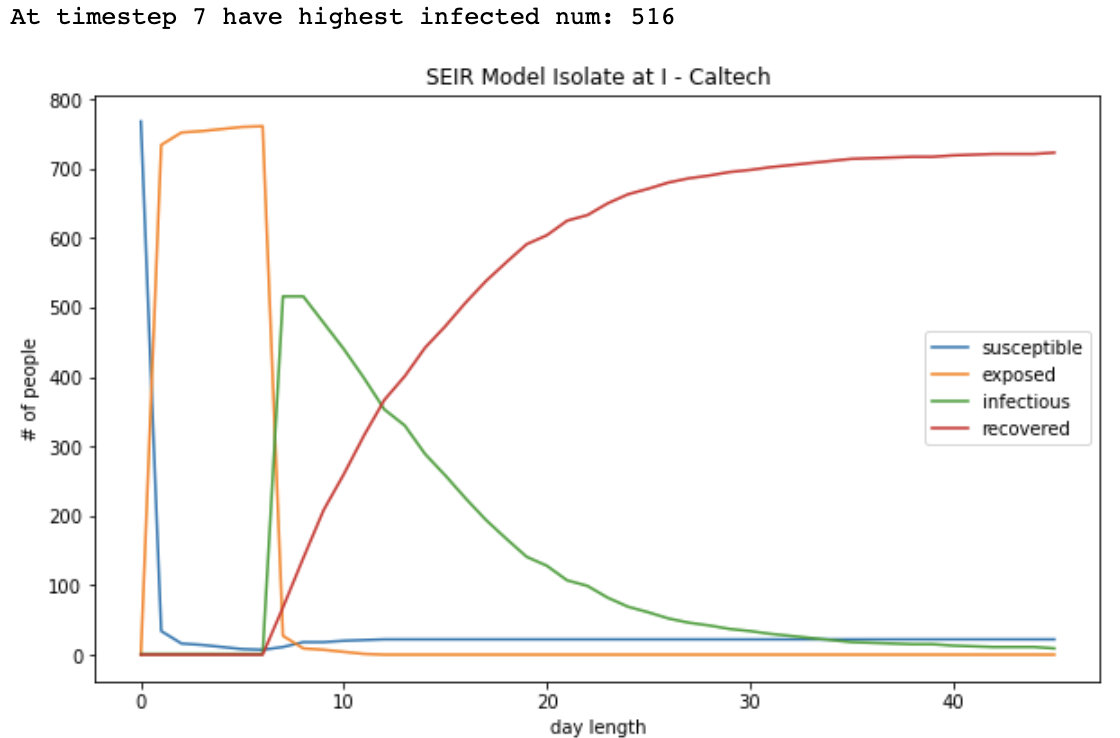 At timestep 7 have highest infected num: 516
SEIR Model Isolate at I - Caltech
800
700
600
500
400
300
200
100
0
# of people
susceptible
exposed
infectious
recovered
0 10 20 30 40
day length